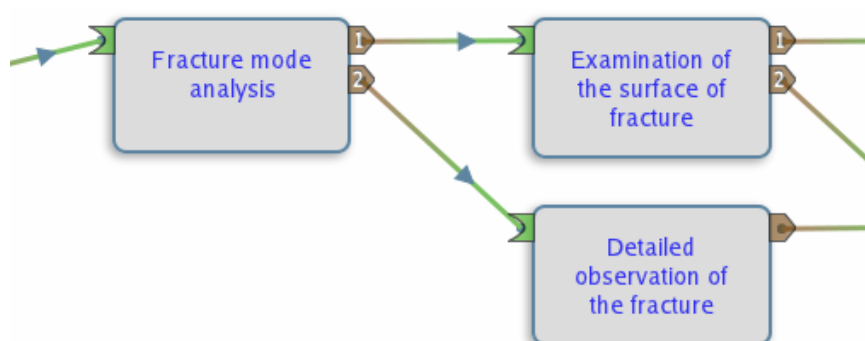 Fracture mode
analysis
1
2
Examination of
the surface of
fracture
1
2
Detailed
observation of
the fracture